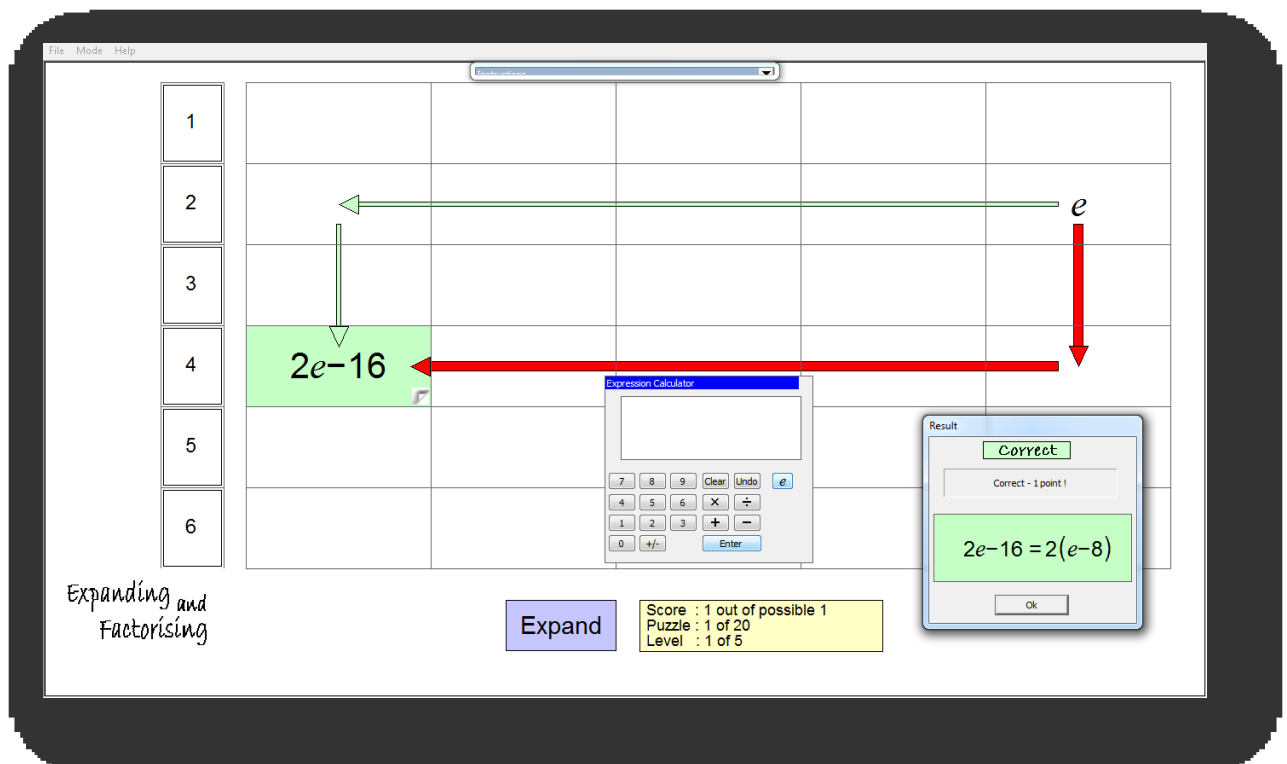 File Mode Help
Instructions
1
2
e
3
4
2e−16
Expression Calculator
7 8 9 Clear Undo e
4 5 6 × ÷
1 2 3 + −
0 +/- Enter
5
6
Result
Correct
Correct - 1 point !
2e−16 = 2(e−8)
Ok
Expanding and
Factorising
Expand
Score : 1 out of possible 1
Puzzle : 1 of 20
Level : 1 of 5